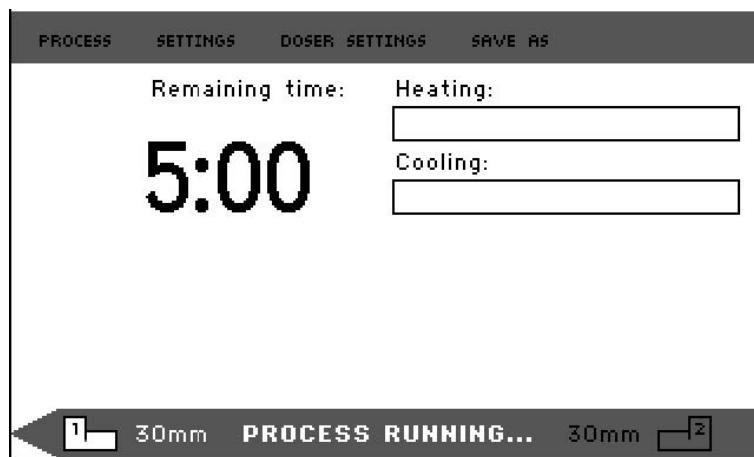 PROCESS SETTINGS DOSER SETTINGS SAVE AS
Remaining time: Heating:
5:00
Cooling:
1 30mm PROCESS RUNNING... 30mm 2